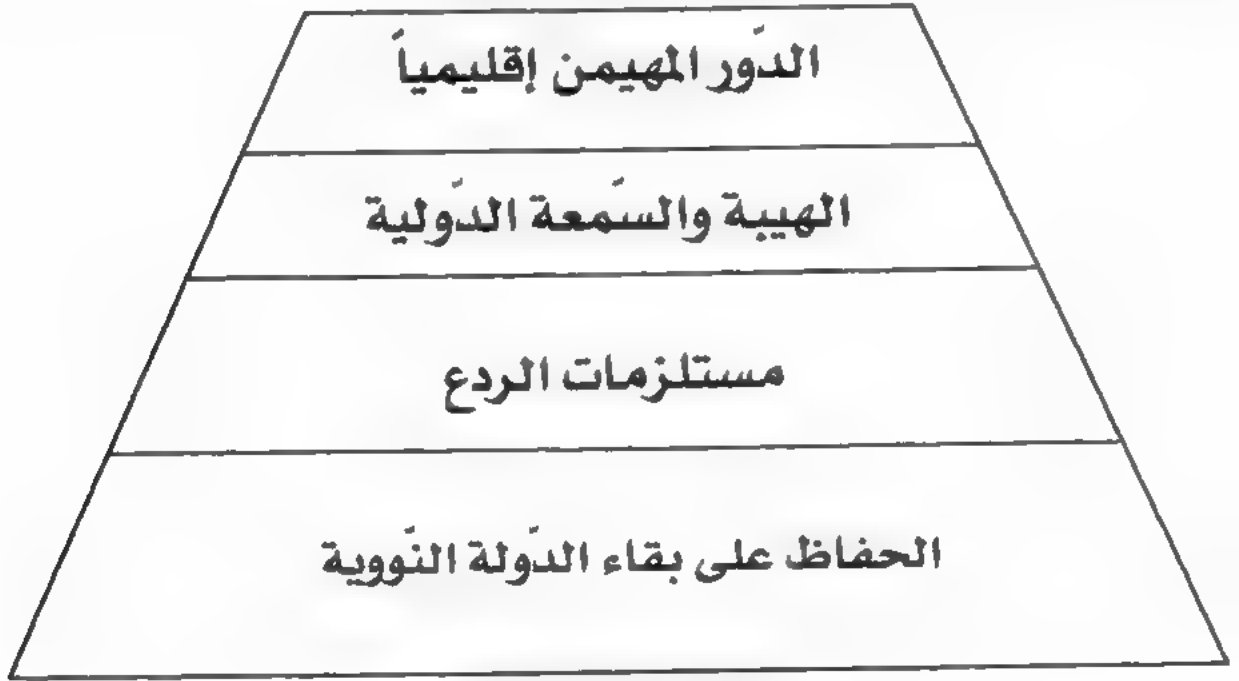 الدّور المهيمن إقليمياً
الهيبة والسّمعة الدّولية
مستلزمات الردع
الحفاظ على بقاء الدّولة النّووية